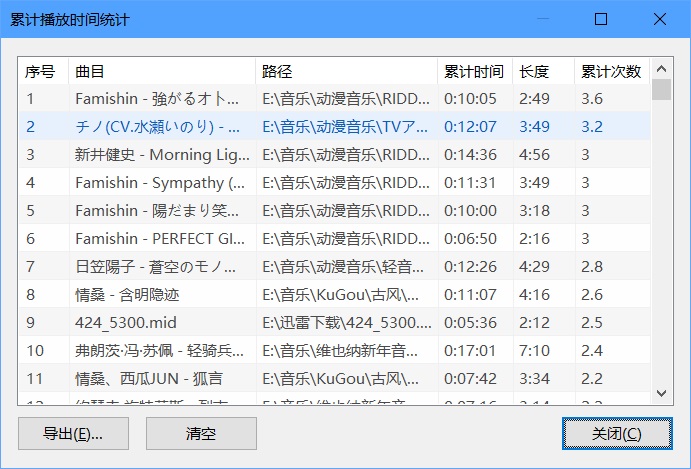 累计播放时间统计
序号 曲目 路径 累计时间 长度 累计次数
1 Famishin - 強がるオト... E:\音乐\动漫音乐\RIDD... 0:10:05 2:49 3.6
2 チノ(CV.水瀬いのり) - ... E:\音乐\动漫音乐\TVア... 0:12:07 3:49 3.2
3 新井健史 - Morning Lig... E:\音乐\动漫音乐\RIDD... 0:14:36 4:56 3
4 Famishin - Sympathy (... E:\音乐\动漫音乐\RIDD... 0:11:31 3:49 3
5 Famishin - 陽だまり笑... E:\音乐\动漫音乐\RIDD... 0:10:00 3:18 3
6 Famishin - PERFECT GI... E:\音乐\动漫音乐\RIDD... 0:06:50 2:16 3
7 日笠陽子 - 蒼空のモノ... E:\音乐\动漫音乐\轻音... 0:12:26 4:29 2.8
8 情桑 - 含明隐迹 E:\音乐\KuGou\古风\... 0:11:07 4:16 2.6
9 424_5300.mid E:\迅雷下载\424_5300.... 0:05:36 2:12 2.5
10 弗朗茨·冯·苏佩 - 轻骑兵... E:\音乐\维也纳新年音... 0:17:01 7:10 2.4
11 情桑、西瓜JUN - 狐言 E:\音乐\KuGou\古风\... 0:07:42 3:34 2.2
导出(E)... 清空 关闭(C)